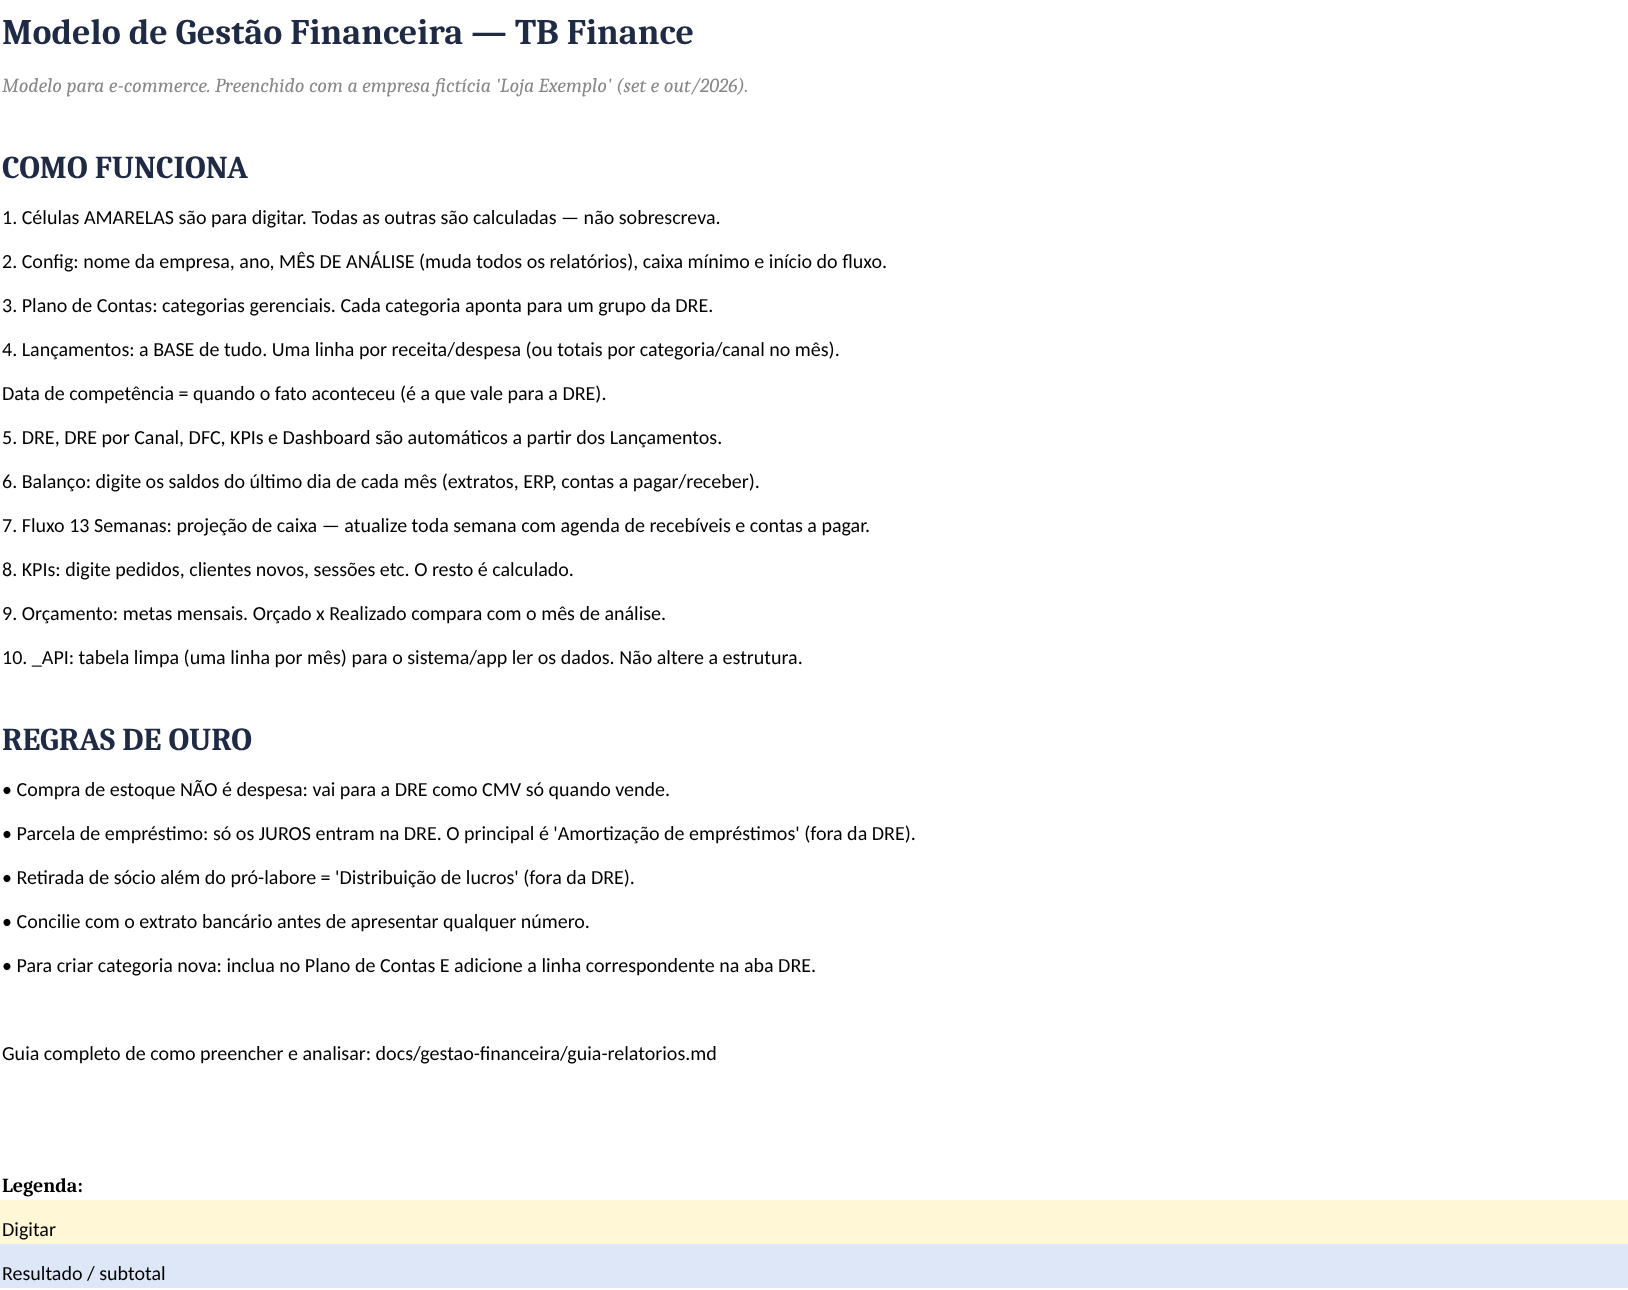 Modelo de Gestão Financeira — TB Finance
Modelo para e-commerce. Preenchido com a empresa fictícia 'Loja Exemplo' (set e out/2026).
COMO FUNCIONA
1. Células AMARELAS são para digitar. Todas as outras são calculadas — não sobrescreva.
2. Config: nome da empresa, ano, MÊS DE ANÁLISE (muda todos os relatórios), caixa mínimo e início do fluxo.
3. Plano de Contas: categorias gerenciais. Cada categoria aponta para um grupo da DRE.
4. Lançamentos: a BASE de tudo. Uma linha por receita/despesa (ou totais por categoria/canal no mês).
Data de competência = quando o fato aconteceu (é a que vale para a DRE).
5. DRE, DRE por Canal, DFC, KPIs e Dashboard são automáticos a partir dos Lançamentos.
6. Balanço: digite os saldos do último dia de cada mês (extratos, ERP, contas a pagar/receber).
7. Fluxo 13 Semanas: projeção de caixa — atualize toda semana com agenda de recebíveis e contas a pagar.
8. KPIs: digite pedidos, clientes novos, sessões etc. O resto é calculado.
9. Orçamento: metas mensais. Orçado x Realizado compara com o mês de análise.
10. _API: tabela limpa (uma linha por mês) para o sistema/app ler os dados. Não altere a estrutura.
REGRAS DE OURO
• Compra de estoque NÃO é despesa: vai para a DRE como CMV só quando vende.
• Parcela de empréstimo: só os JUROS entram na DRE. O principal é 'Amortização de empréstimos' (fora da DRE).
• Retirada de sócio além do pró-labore = 'Distribuição de lucros' (fora da DRE).
• Concilie com o extrato bancário antes de apresentar qualquer número.
• Para criar categoria nova: inclua no Plano de Contas E adicione a linha correspondente na aba DRE.
Guia completo de como preencher e analisar: docs/gestao-financeira/guia-relatorios.md
Legenda:
Digitar
Resultado / subtotal